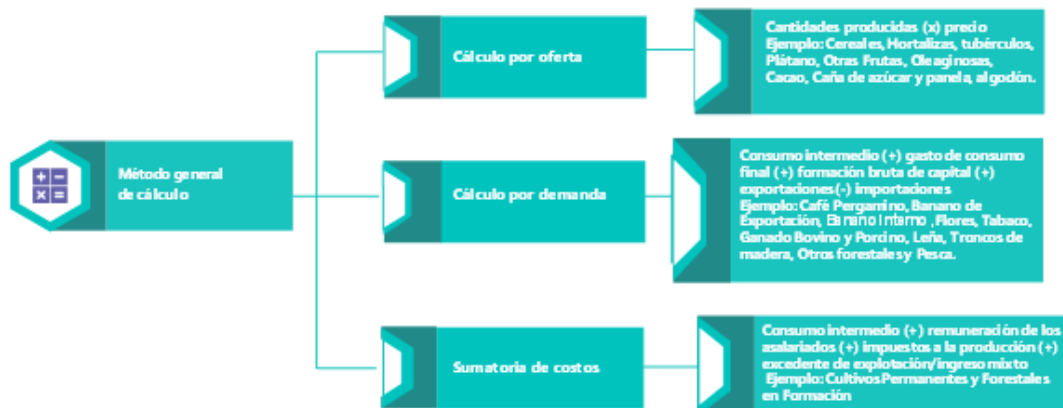 Método general
de cálculo
Cálculo por oferta
Cantidades producidas (x) precio
Ejemplo: Cereales, Hortalizas, tubérculos,
Plátano, Otras Frutas, Oleaginosas,
Cacao, Caña de azúcar y panela, algodón.
Cálculo por demanda
Consumo intermedio (+) gasto de consumo
final (+) formación bruta de capital (+)
exportaciones(-) importaciones
Ejemplo: Café Pergamino, Banano de
Exportación, Banano Interno ,Flores, Tabaco,
Ganado Bovino y Porcino, Leña, Troncos de
madera, Otros forestales y Pesca.
Sumatoria de costos
Consumo intermedio (+) remuneración de los
asalariados (+) impuestos a la producción (+)
excedente de explotación/ingreso mixto
Ejemplo: Cultivos Permanentes y Forestales
en Formación